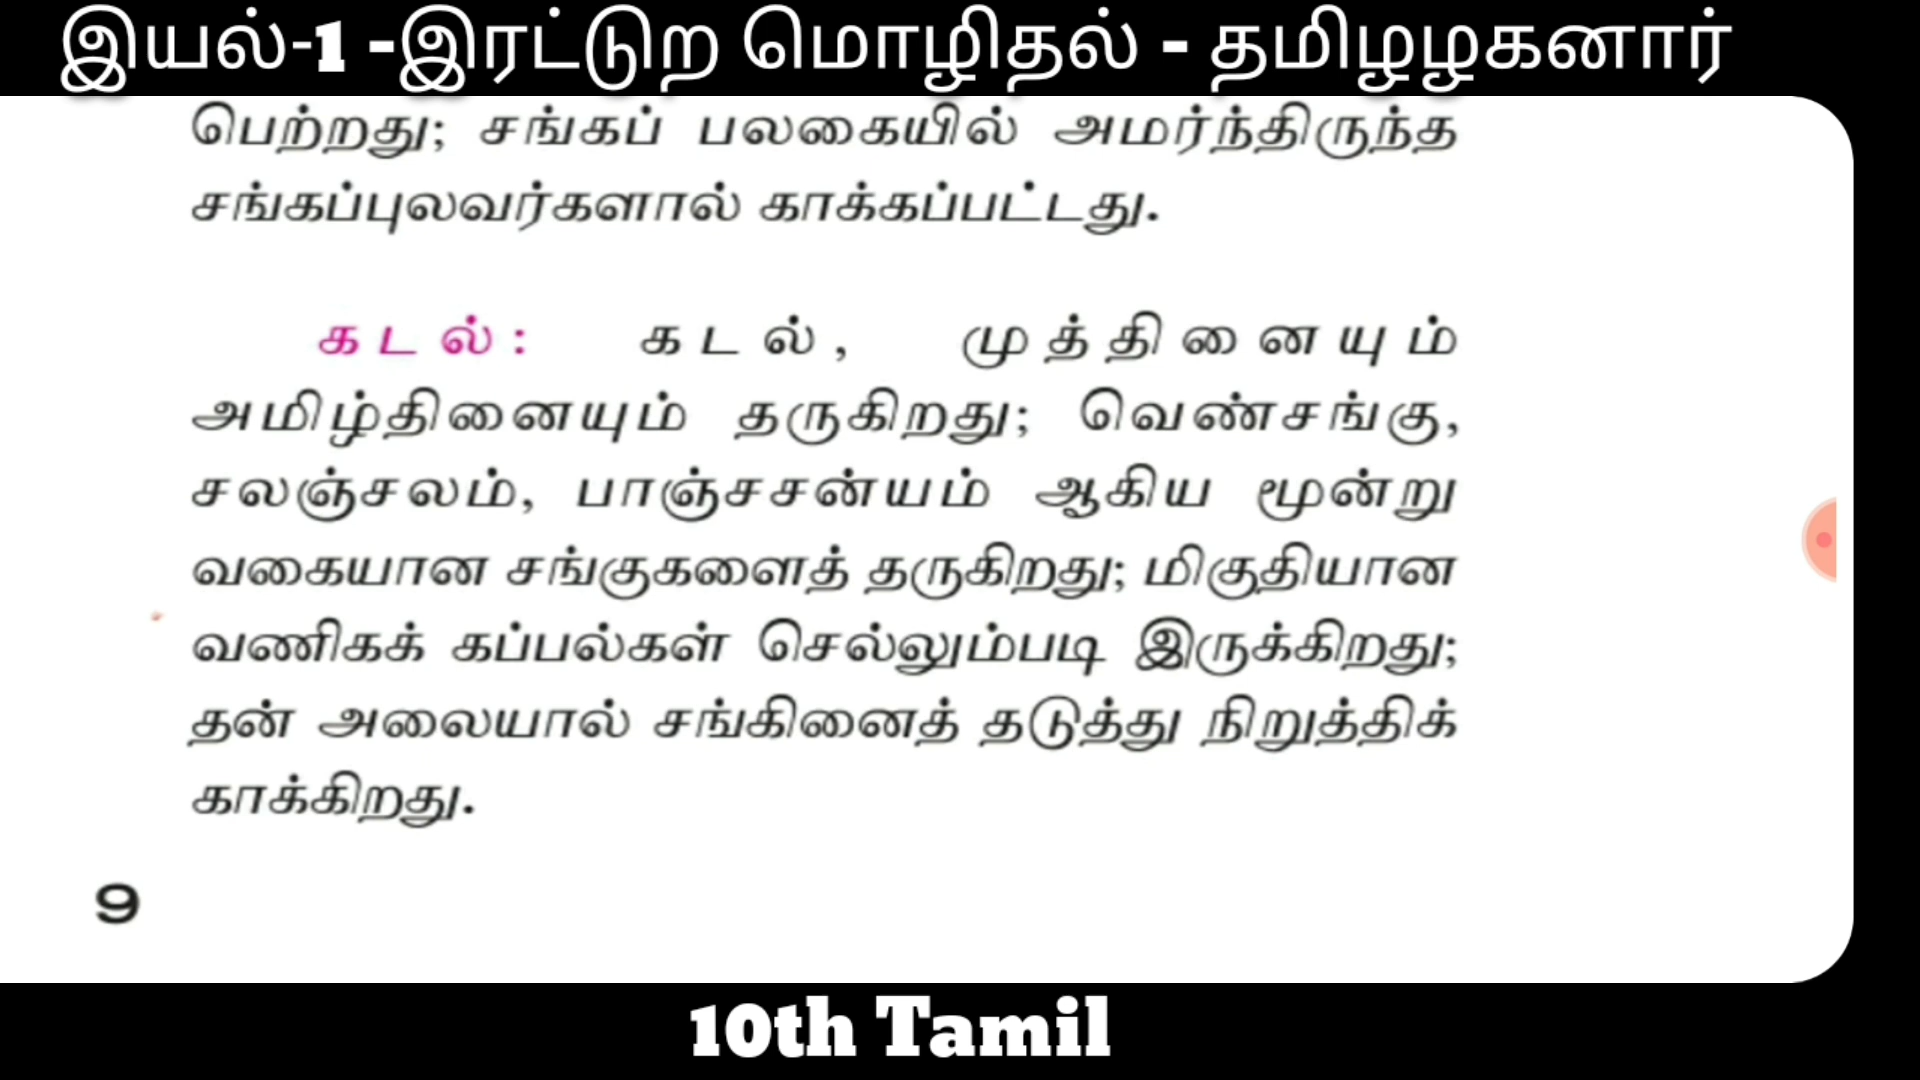 இயல்-1 -இரட்டுற மொழிதல் - தமிழழகனார்
பெற்றது; சங்கப் பலகையில் அமர்ந்திருந்த
சங்கப்புலவர்களால் காக்கப்பட்டது.
கடல்: கடல், முத்தினையும்
அமிழ்தினையும் தருகிறது; வெண்சங்கு,
சலஞ்சலம், பாஞ்சசன்யம் ஆகிய மூன்று
வகையான சங்குகளைத் தருகிறது; மிகுதியான
வணிகக் கப்பல்கள் செல்லும்படி இருக்கிறது;
தன் அலையால் சங்கினைத் தடுத்து நிறுத்திக்
காக்கிறது.
9
10th Tamil